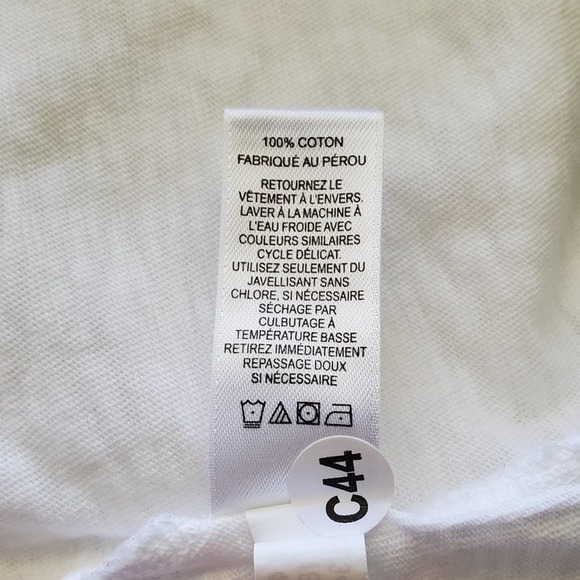 100% COTON
FABRIQUÉ AU PÉROU
RETOURNEZ LE
VÊTEMENT À L'ENVERS.
LAVER À LA MACHINE À
L'EAU FROIDE AVEC
COULEURS SIMILAIRES
CYCLE DÉLICAT.
UTILISEZ SEULEMENT DU
JAVELLISANT SANS
CHLORE, SI NÉCESSAIRE
SÉCHAGE PAR
CULBUTAGE À
TEMPÉRATURE BASSE
RETIREZ IMMÉDIATEMENT
REPASSAGE DOUX
SI NÉCESSAIRE
C44